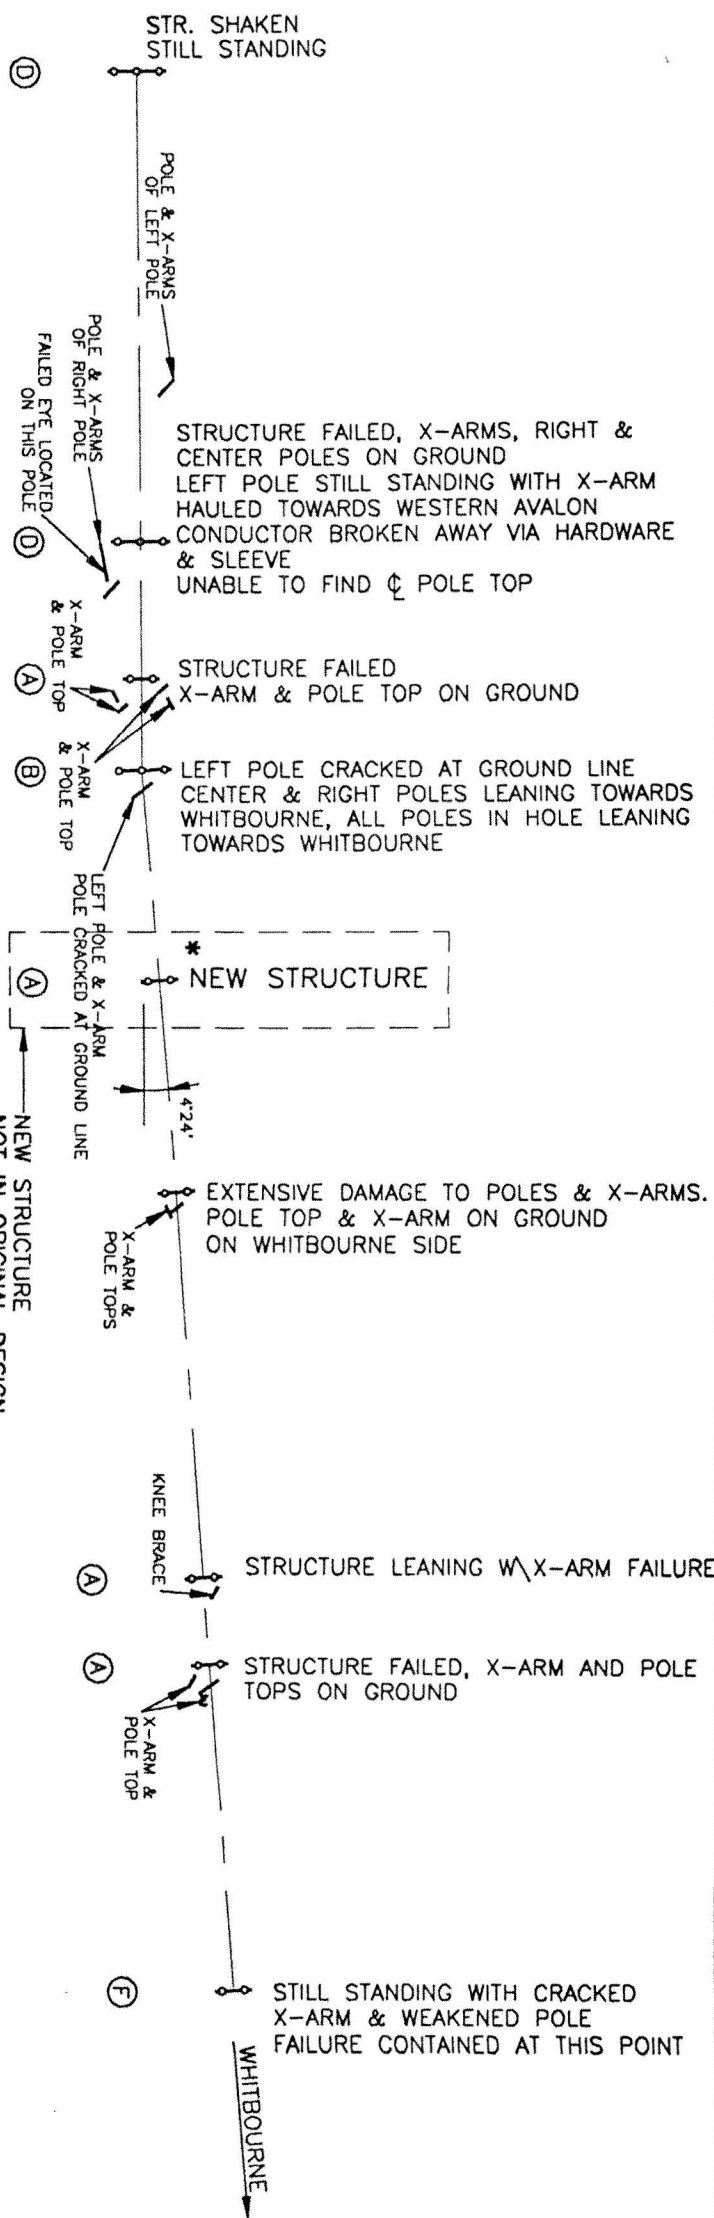 STR. SHAKEN
STILL STANDING
D
POLE & X-ARMS
OF LEFT POLE
POLE & X-ARMS
OF RIGHT POLE
FAILED EYE LOCATED
ON THIS POLE
STRUCTURE FAILED, X-ARMS, RIGHT &
CENTER POLES ON GROUND
LEFT POLE STILL STANDING WITH X-ARM
HAULED TOWARDS WESTERN AVALON
CONDUCTOR BROKEN AWAY VIA HARDWARE
& SLEEVE
UNABLE TO FIND ℄ POLE TOP
D
X-ARM
& POLE TOP
A
STRUCTURE FAILED
X-ARM & POLE TOP ON GROUND
X-ARM
& POLE TOP
B
LEFT POLE CRACKED AT GROUND LINE
CENTER & RIGHT POLES LEANING TOWARDS
WHITBOURNE, ALL POLES IN HOLE LEANING
TOWARDS WHITBOURNE
LEFT POLE & X-ARM
POLE CRACKED AT GROUND LINE
A
* NEW STRUCTURE
4°24'
NEW STRUCTURE
NOT IN ORIGINAL DESIGN
EXTENSIVE DAMAGE TO POLES & X-ARMS.
POLE TOP & X-ARM ON GROUND
ON WHITBOURNE SIDE
X-ARM &
POLE TOPS
KNEE BRACE
A
STRUCTURE LEANING W\X-ARM FAILURE
A
STRUCTURE FAILED, X-ARM AND POLE
TOPS ON GROUND
X-ARM &
POLE TOP
F
STILL STANDING WITH CRACKED
X-ARM & WEAKENED POLE
FAILURE CONTAINED AT THIS POINT
WHITBOURNE